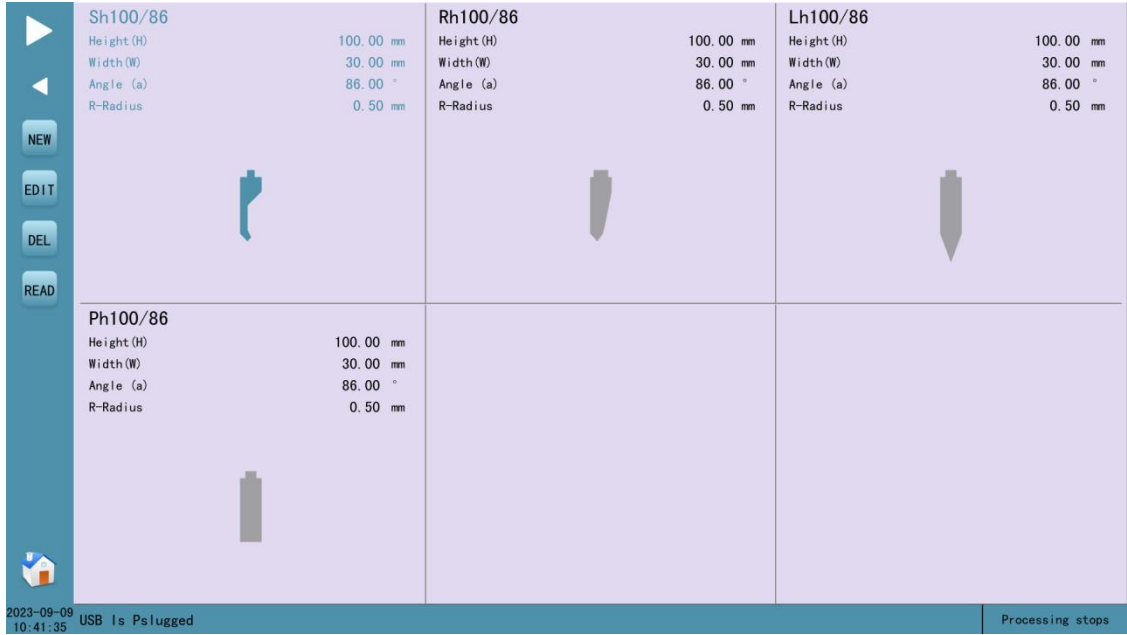 NEW
EDIT
DEL
READ
Sh100/86
Height(H) 100.00 mm
Width(W) 30.00 mm
Angle (a) 86.00 °
R-Radius 0.50 mm
Rh100/86
Height(H) 100.00 mm
Width(W) 30.00 mm
Angle (a) 86.00 °
R-Radius 0.50 mm
Lh100/86
Height(H) 100.00 mm
Width(W) 30.00 mm
Angle (a) 86.00 °
R-Radius 0.50 mm
Ph100/86
Height(H) 100.00 mm
Width(W) 30.00 mm
Angle (a) 86.00 °
R-Radius 0.50 mm
2023-09-09
10:41:35
USB Is Pslugged
Processing stops